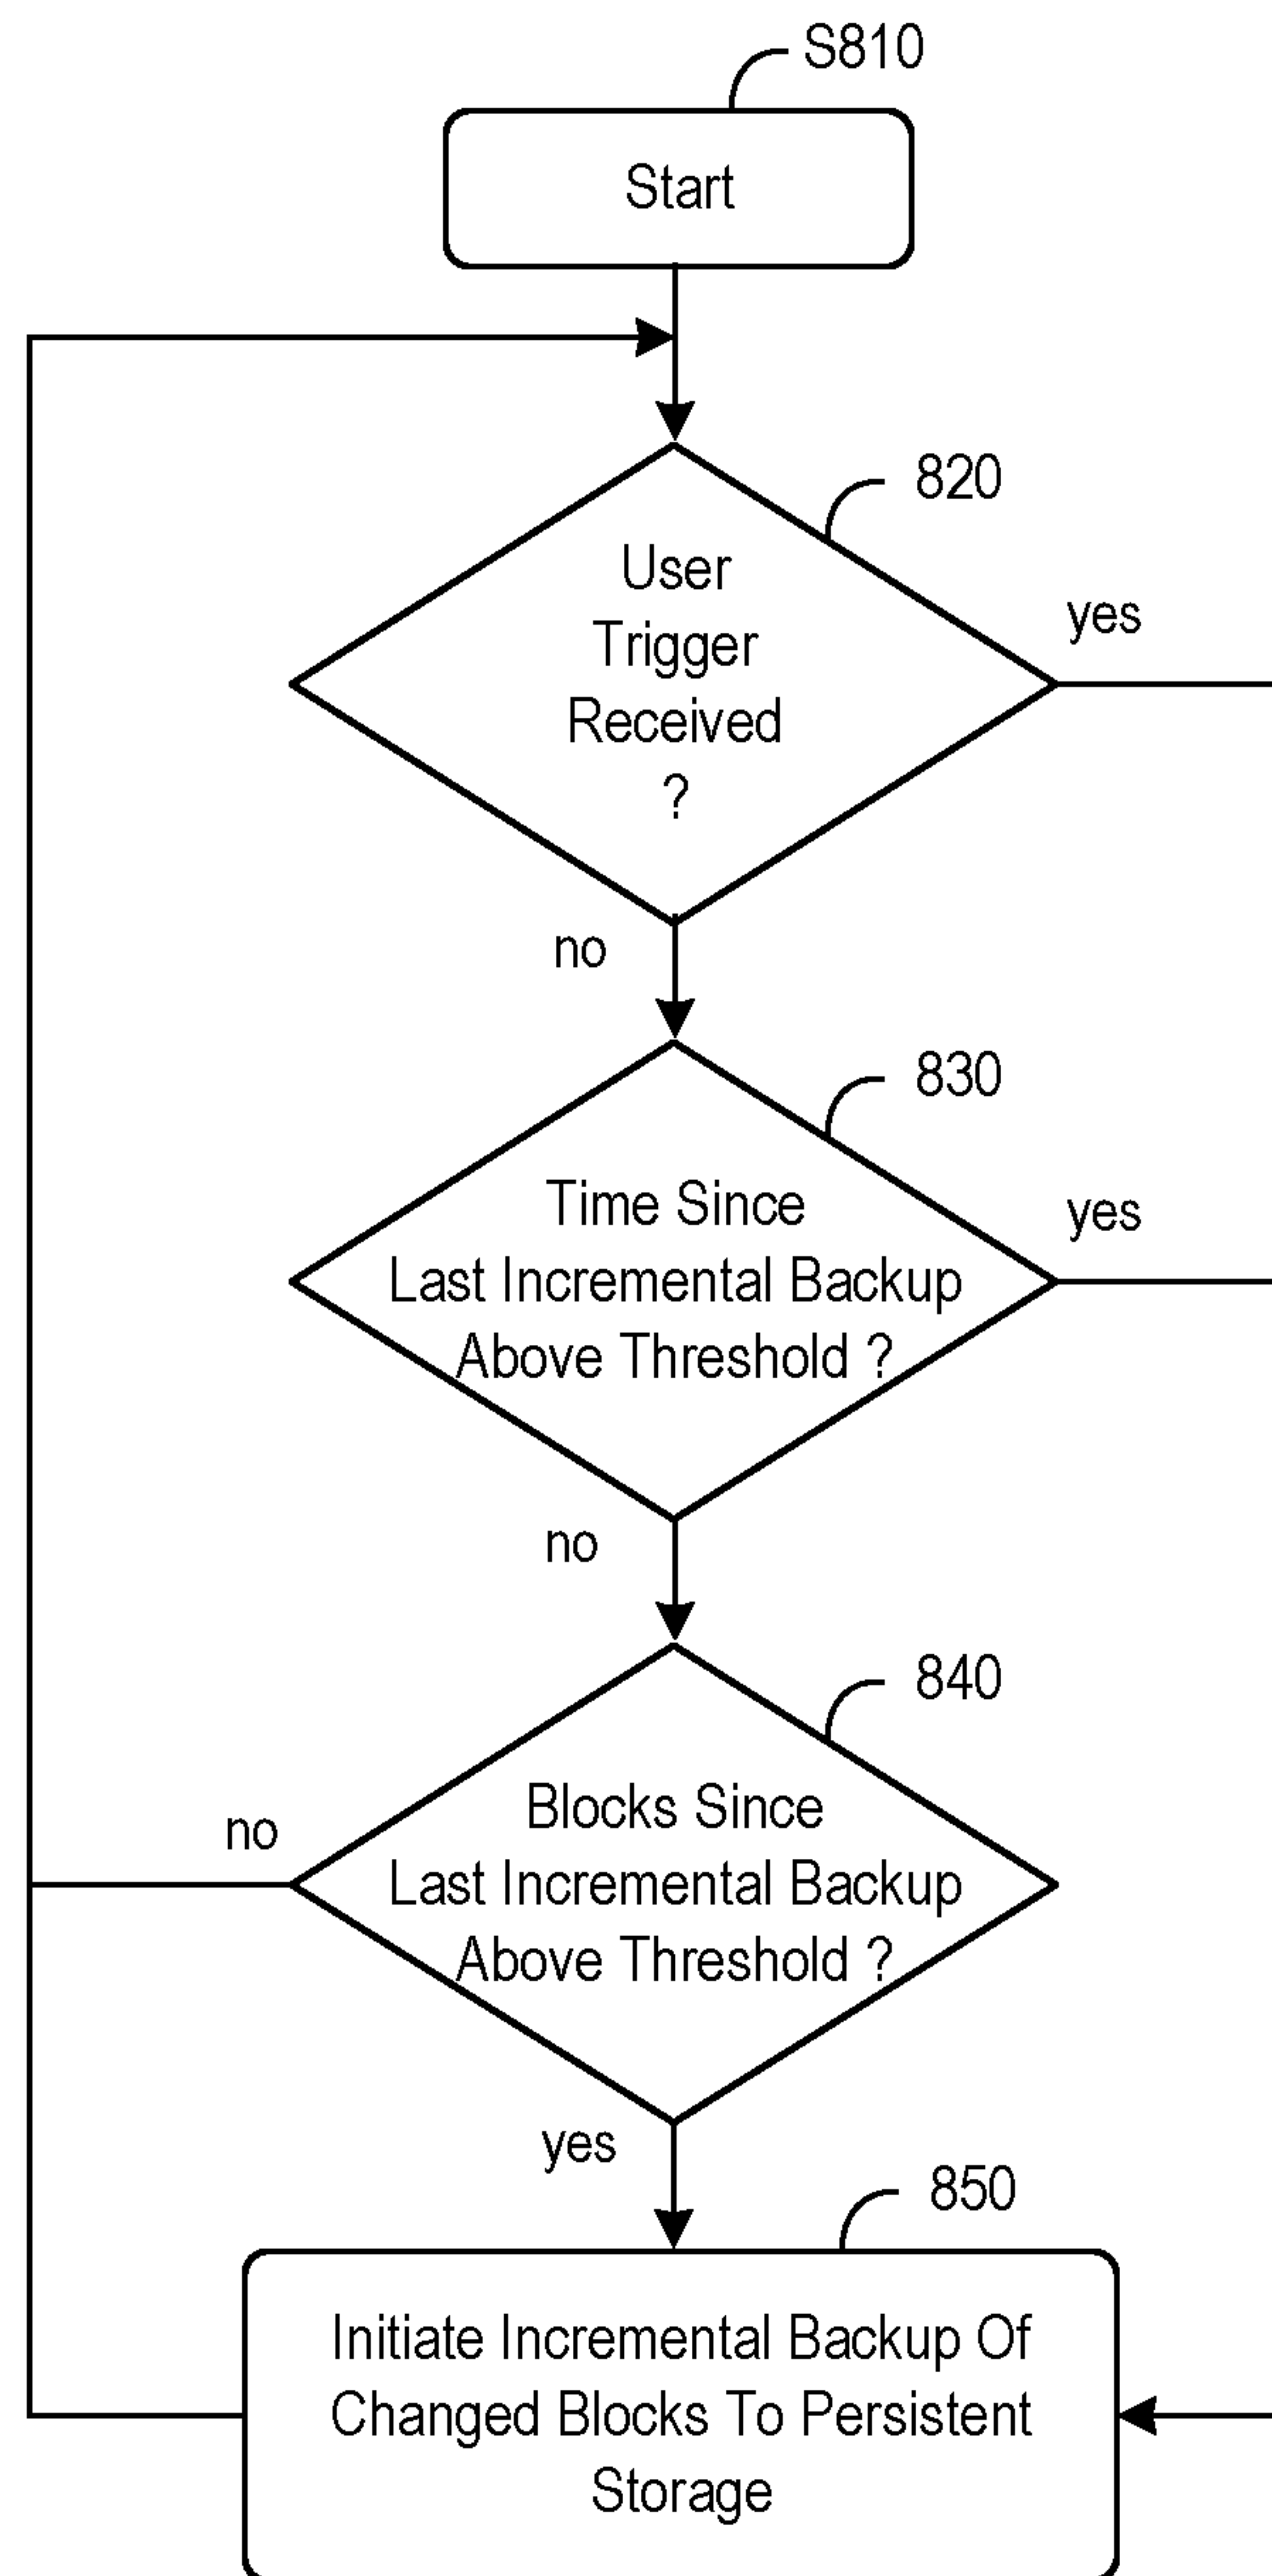 S810
Start
820
User
Trigger
Received
?
yes
no
830
Time Since
Last Incremental Backup
Above Threshold ?
yes
no
840
Blocks Since
Last Incremental Backup
Above Threshold ?
no
yes
850
Initiate Incremental Backup Of
Changed Blocks To Persistent
Storage